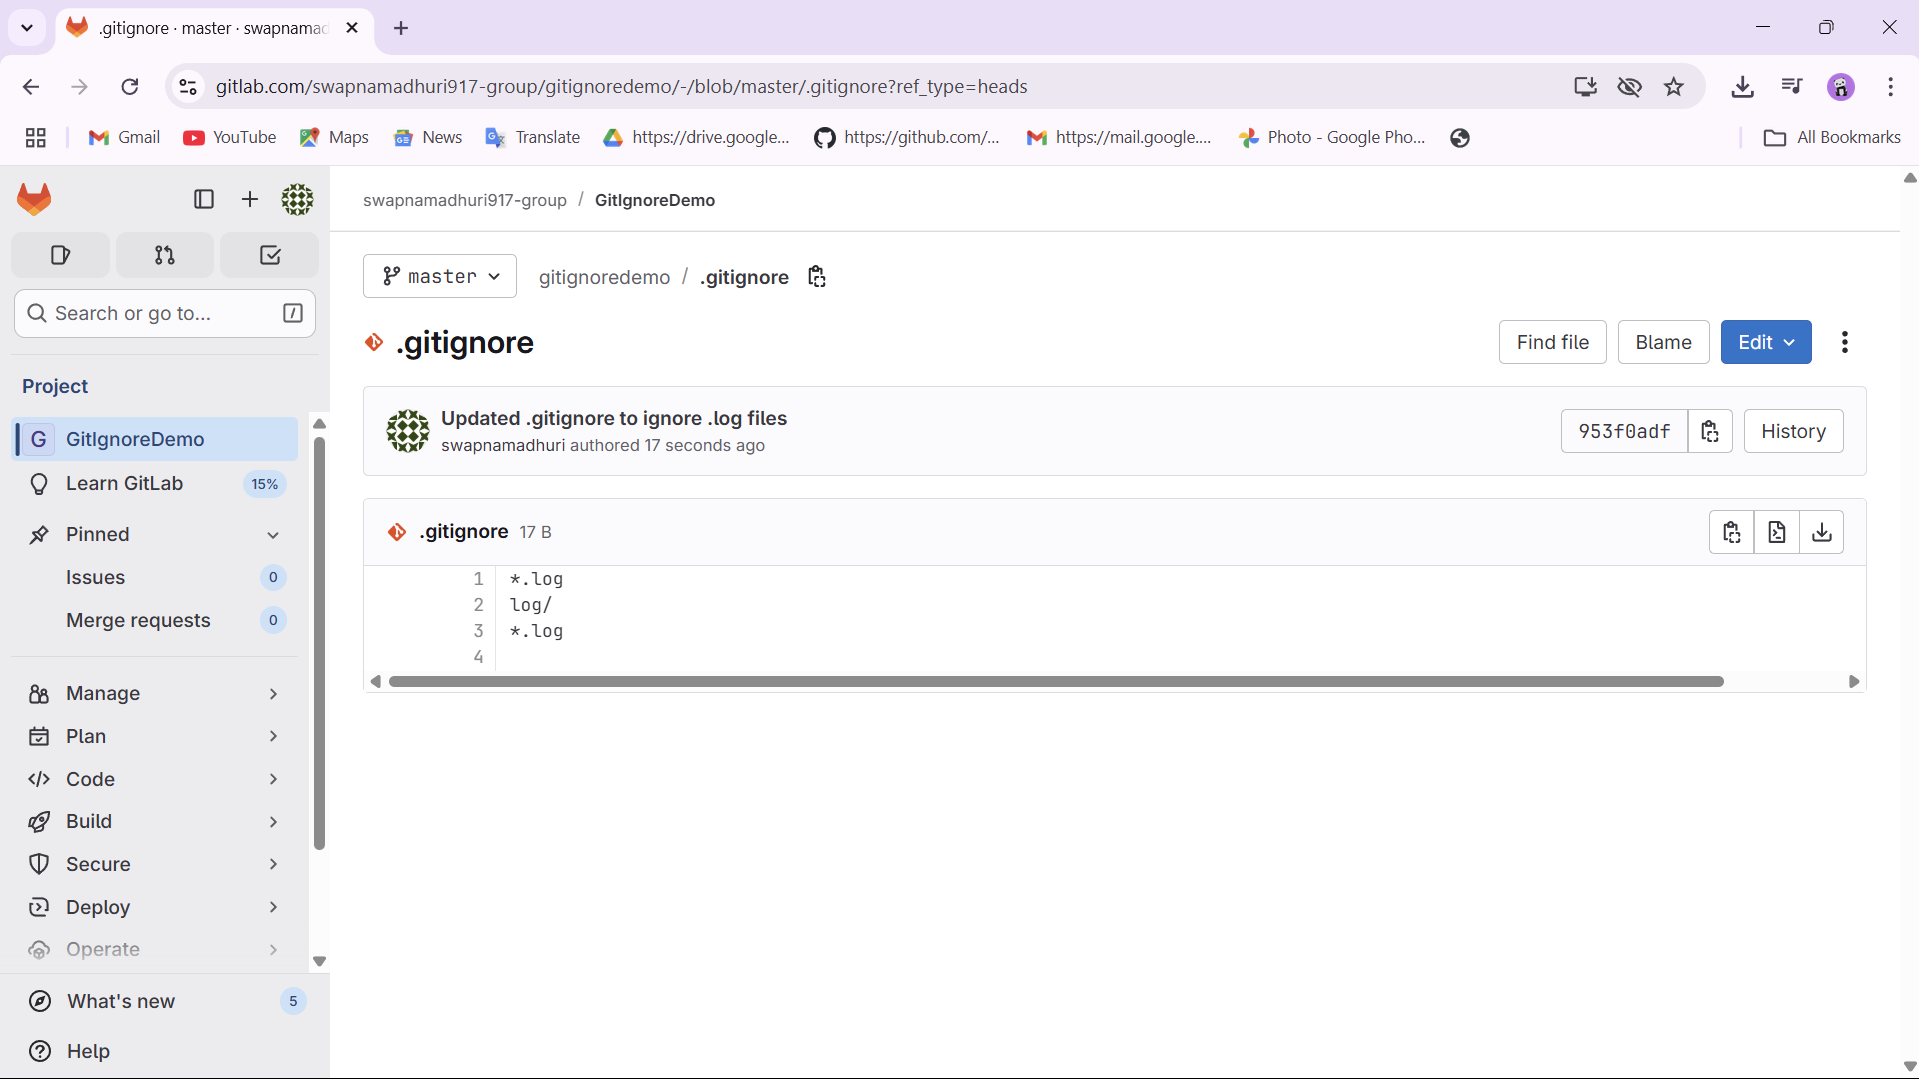 .gitignore · master · swapnamad
gitlab.com/swapnamadhuri917-group/gitignoredemo/-/blob/master/.gitignore?ref_type=heads
Gmail YouTube Maps News Translate https://drive.google... https://github.com/... https://mail.google.... Photo - Google Pho... All Bookmarks
swapnamadhuri917-group / GitIgnoreDemo
Search or go to... /
Project
G GitIgnoreDemo
Learn GitLab 15%
Pinned
Issues 0
Merge requests 0
Manage
Plan
Code
Build
Secure
Deploy
Operate
What's new 5
Help
master gitignoredemo / .gitignore
.gitignore
Find file Blame Edit
Updated .gitignore to ignore .log files
swapnamadhuri authored 17 seconds ago
953f0adf History
.gitignore 17 B
1 *.log
2 log/
3 *.log
4